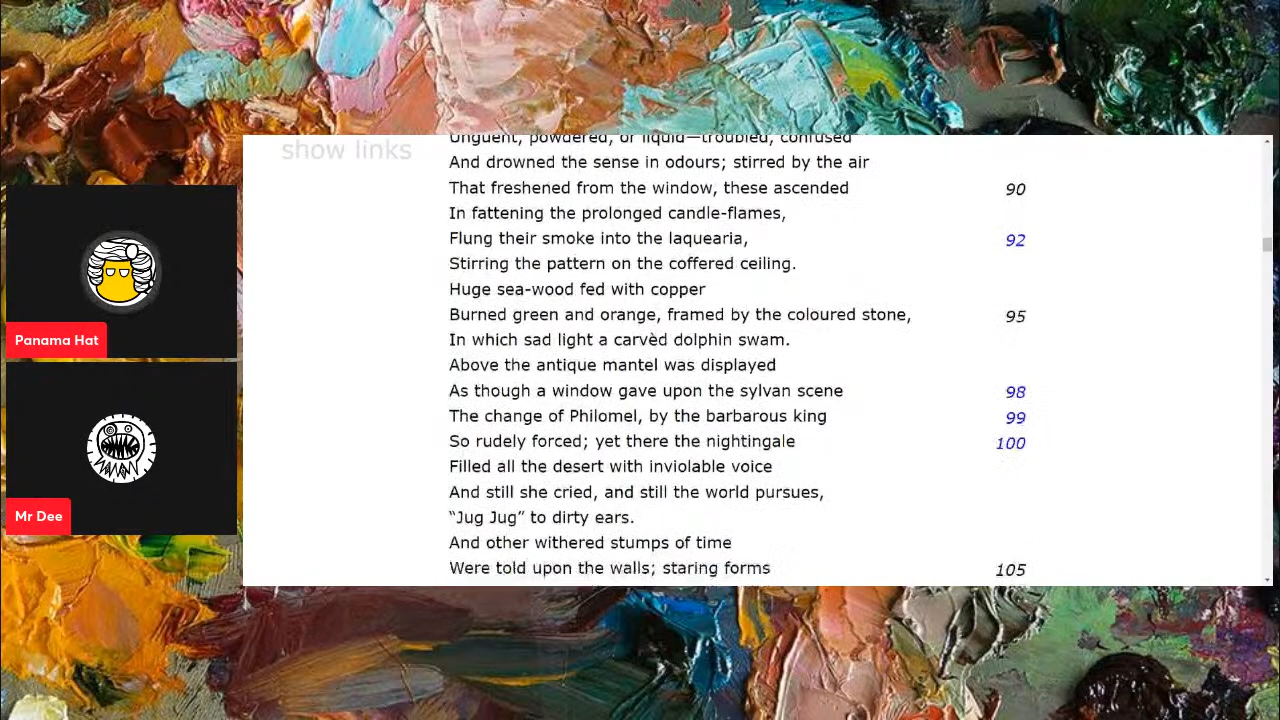 show links
Unguent, powdered, or liquid—troubled, confused
And drowned the sense in odours; stirred by the air
That freshened from the window, these ascended 90
In fattening the prolonged candle-flames,
Flung their smoke into the laquearia, 92
Stirring the pattern on the coffered ceiling.
Huge sea-wood fed with copper
Burned green and orange, framed by the coloured stone, 95
In which sad light a carvèd dolphin swam.
Above the antique mantel was displayed
As though a window gave upon the sylvan scene 98
The change of Philomel, by the barbarous king 99
So rudely forced; yet there the nightingale 100
Filled all the desert with inviolable voice
And still she cried, and still the world pursues,
“Jug Jug” to dirty ears.
And other withered stumps of time
Were told upon the walls; staring forms 105
Panama Hat
Mr Dee